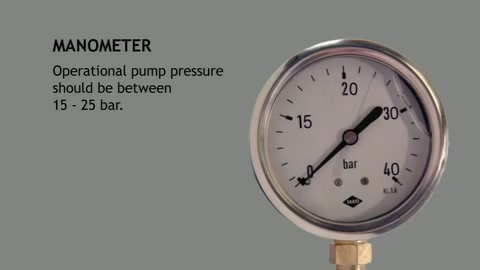 MANOMETER
Operational pump pressure
should be between
15 - 25 bar.
20
15
30
bar
0
40